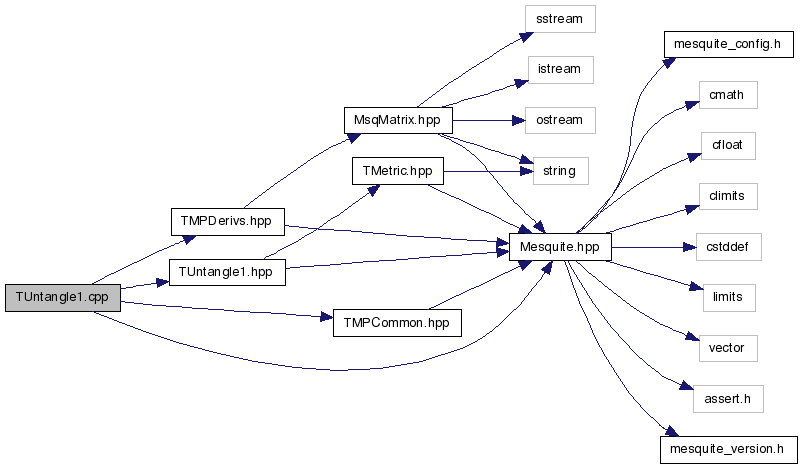 sstream
mesquite_config.h
istream
cmath
MsqMatrix.hpp
ostream
cfloat
TMetric.hpp
string
climits
TMPDerivs.hpp
Mesquite.hpp
cstddef
TUntangle1.hpp
TUntangle1.cpp
limits
TMPCommon.hpp
vector
assert.h
mesquite_version.h